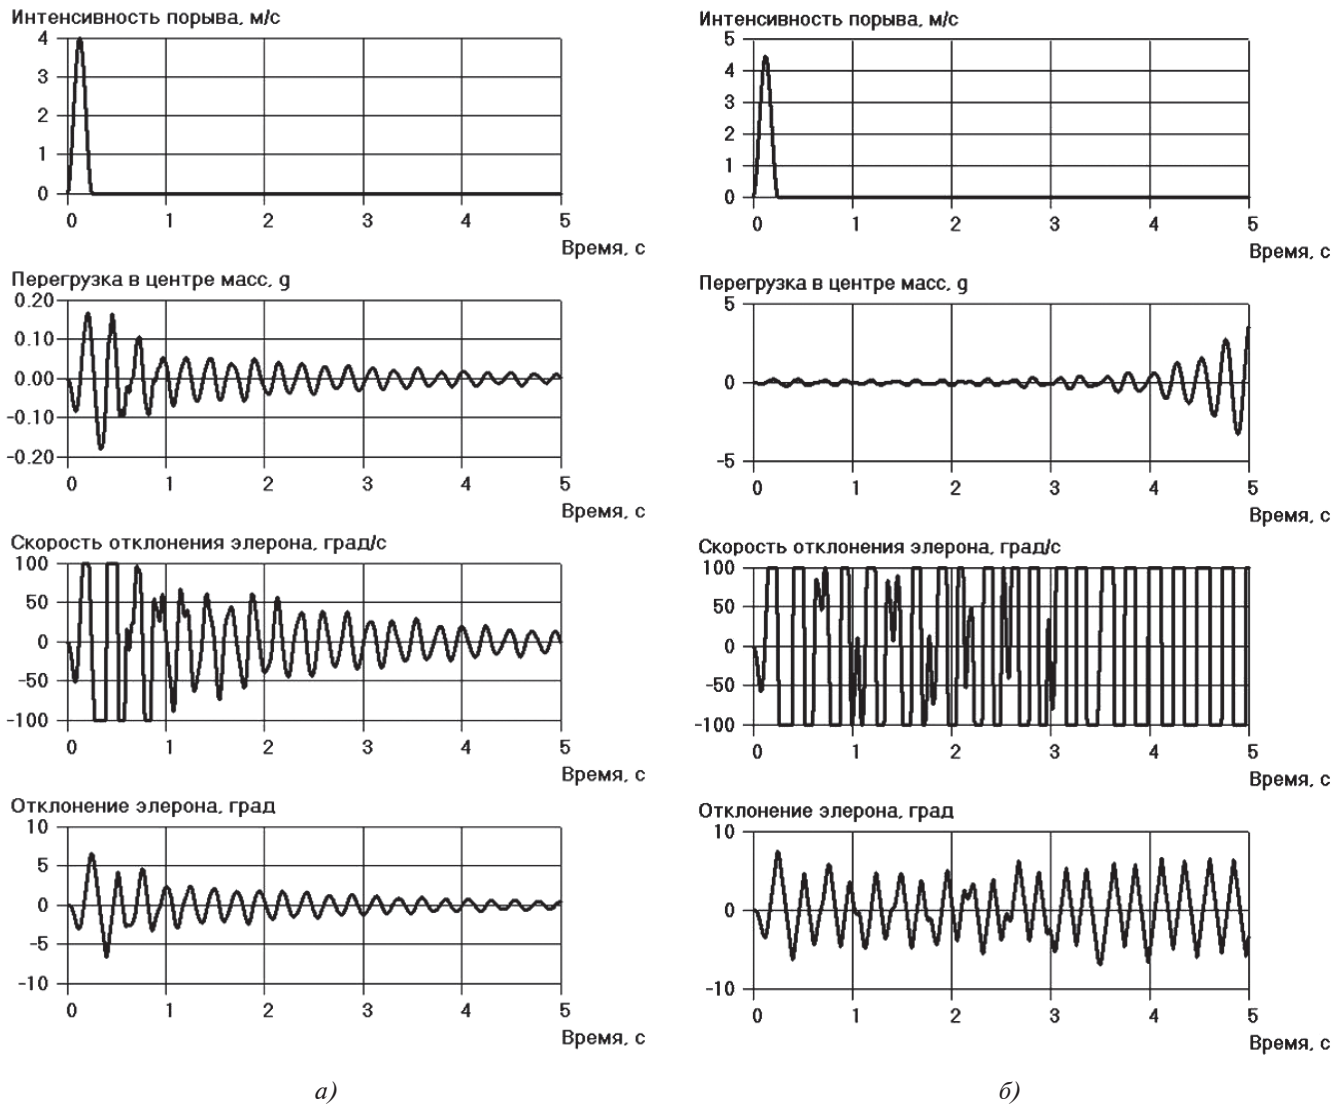 Интенсивность порыва, м/с
4
3
2
1
0
0 1 2 3 4 5
Время, с
Перегрузка в центре масс, g
0.20
0.10
0.00
-0.10
-0.20
0 1 2 3 4 5
Время, с
Скорость отклонения элерона, град/с
100
50
0
-50
-100
0 1 2 3 4 5
Время, с
Отклонение элерона, град
10
5
0
-5
-10
0 1 2 3 4 5
Время, с
а)
Интенсивность порыва, м/с
5
4
3
2
1
0
0 1 2 3 4 5
Время, с
Перегрузка в центре масс, g
5
0
-5
0 1 2 3 4 5
Время, с
Скорость отклонения элерона, град/с
100
50
0
-50
-100
0 1 2 3 4 5
Время, с
Отклонение элерона, град
10
0
-10
0 1 2 3 4 5
Время, с
б)